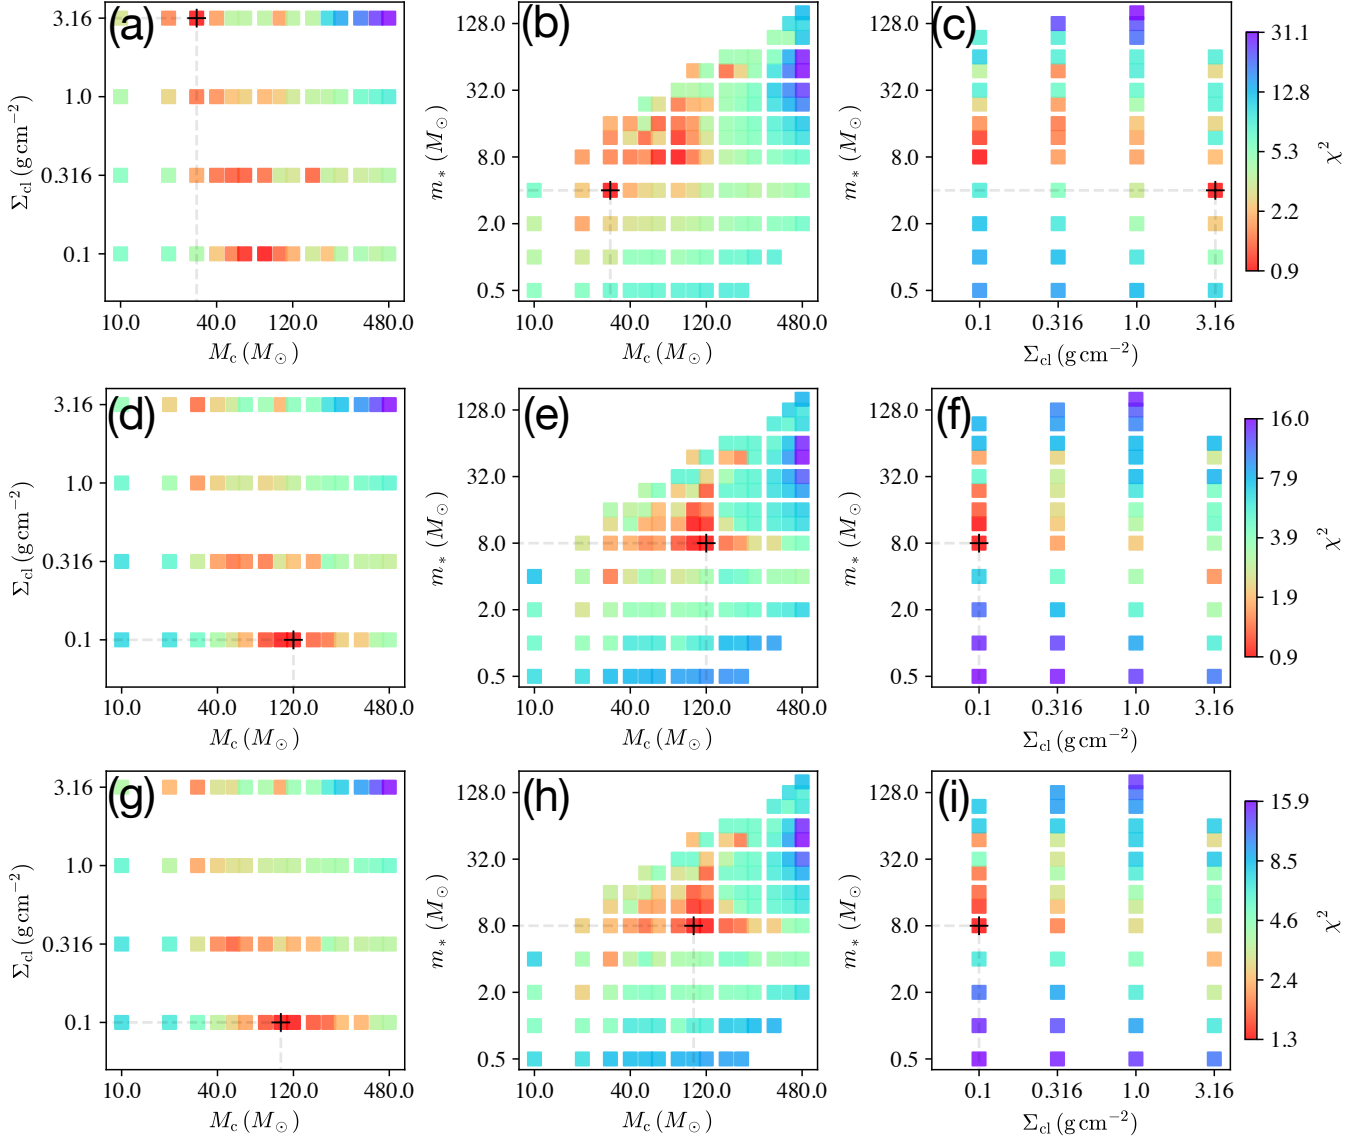 (a)
3.16
1.0
0.316
0.1
Σcl (g cm⁻²)
10.0 40.0 120.0 480.0
Mc (M⊙)
(b)
128.0
32.0
8.0
2.0
0.5
m* (M⊙)
10.0 40.0 120.0 480.0
Mc (M⊙)
(c)
128.0
32.0
8.0
2.0
0.5
m* (M⊙)
0.1 0.316 1.0 3.16
Σcl (g cm⁻²)
31.1
12.8
5.3
2.2
0.9
χ²
(d)
3.16
1.0
0.316
0.1
Σcl (g cm⁻²)
10.0 40.0 120.0 480.0
Mc (M⊙)
(e)
128.0
32.0
8.0
2.0
0.5
m* (M⊙)
10.0 40.0 120.0 480.0
Mc (M⊙)
(f)
128.0
32.0
8.0
2.0
0.5
m* (M⊙)
0.1 0.316 1.0 3.16
Σcl (g cm⁻²)
16.0
7.9
3.9
1.9
0.9
χ²
(g)
3.16
1.0
0.316
0.1
Σcl (g cm⁻²)
10.0 40.0 120.0 480.0
Mc (M⊙)
(h)
128.0
32.0
8.0
2.0
0.5
m* (M⊙)
10.0 40.0 120.0 480.0
Mc (M⊙)
(i)
128.0
32.0
8.0
2.0
0.5
m* (M⊙)
0.1 0.316 1.0 3.16
Σcl (g cm⁻²)
15.9
8.5
4.6
2.4
1.3
χ²